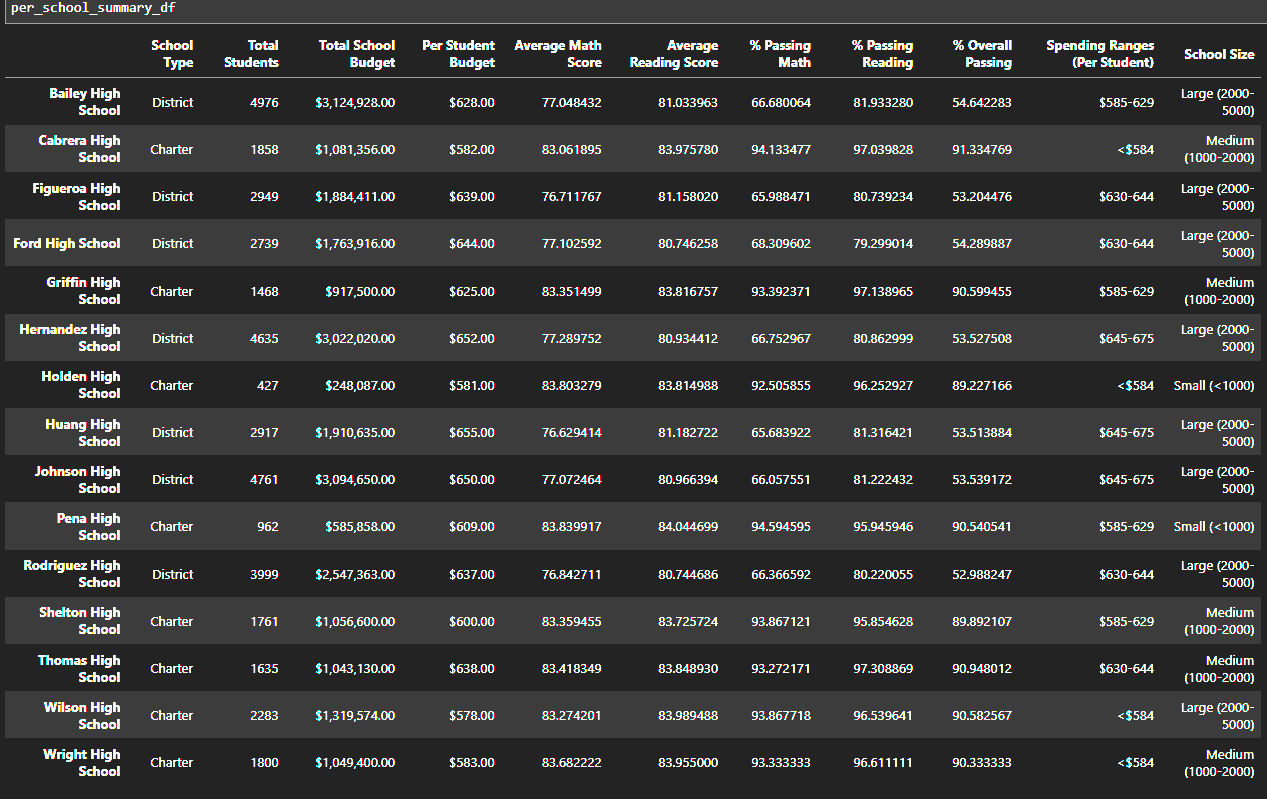 per_school_summary_df
School Type Total Students Total School Budget Per Student Budget Average Math Score Average Reading Score % Passing Math % Passing Reading % Overall Passing Spending Ranges (Per Student) School Size
Bailey High School District 4976 $3,124,928.00 $628.00 77.048432 81.033963 66.680064 81.933280 54.642283 $585-629 Large (2000-5000)
Cabrera High School Charter 1858 $1,081,356.00 $582.00 83.061895 83.975780 94.133477 97.039828 91.334769 <$584 Medium (1000-2000)
Figueroa High School District 2949 $1,884,411.00 $639.00 76.711767 81.158020 65.988471 80.739234 53.204476 $630-644 Large (2000-5000)
Ford High School District 2739 $1,763,916.00 $644.00 77.102592 80.746258 68.309602 79.299014 54.289887 $630-644 Large (2000-5000)
Griffin High School Charter 1468 $917,500.00 $625.00 83.351499 83.816757 93.392371 97.138965 90.599455 $585-629 Medium (1000-2000)
Hernandez High School District 4635 $3,022,020.00 $652.00 77.289752 80.934412 66.752967 80.862999 53.527508 $645-675 Large (2000-5000)
Holden High School Charter 427 $248,087.00 $581.00 83.803279 83.814988 92.505855 96.252927 89.227166 <$584 Small (<1000)
Huang High School District 2917 $1,910,635.00 $655.00 76.629414 81.182722 65.683922 81.316421 53.513884 $645-675 Large (2000-5000)
Johnson High School District 4761 $3,094,650.00 $650.00 77.072464 80.966394 66.057551 81.222432 53.539172 $645-675 Large (2000-5000)
Pena High School Charter 962 $585,858.00 $609.00 83.839917 84.044699 94.594595 95.945946 90.540541 $585-629 Small (<1000)
Rodriguez High School District 3999 $2,547,363.00 $637.00 76.842711 80.744686 66.366592 80.220055 52.988247 $630-644 Large (2000-5000)
Shelton High School Charter 1761 $1,056,600.00 $600.00 83.359455 83.725724 93.867121 95.854628 89.892107 $585-629 Medium (1000-2000)
Thomas High School Charter 1635 $1,043,130.00 $638.00 83.418349 83.848930 93.272171 97.308869 90.948012 $630-644 Medium (1000-2000)
Wilson High School Charter 2283 $1,319,574.00 $578.00 83.274201 83.989488 93.867718 96.539641 90.582567 <$584 Large (2000-5000)
Wright High School Charter 1800 $1,049,400.00 $583.00 83.682222 83.955000 93.333333 96.611111 90.333333 <$584 Medium (1000-2000)